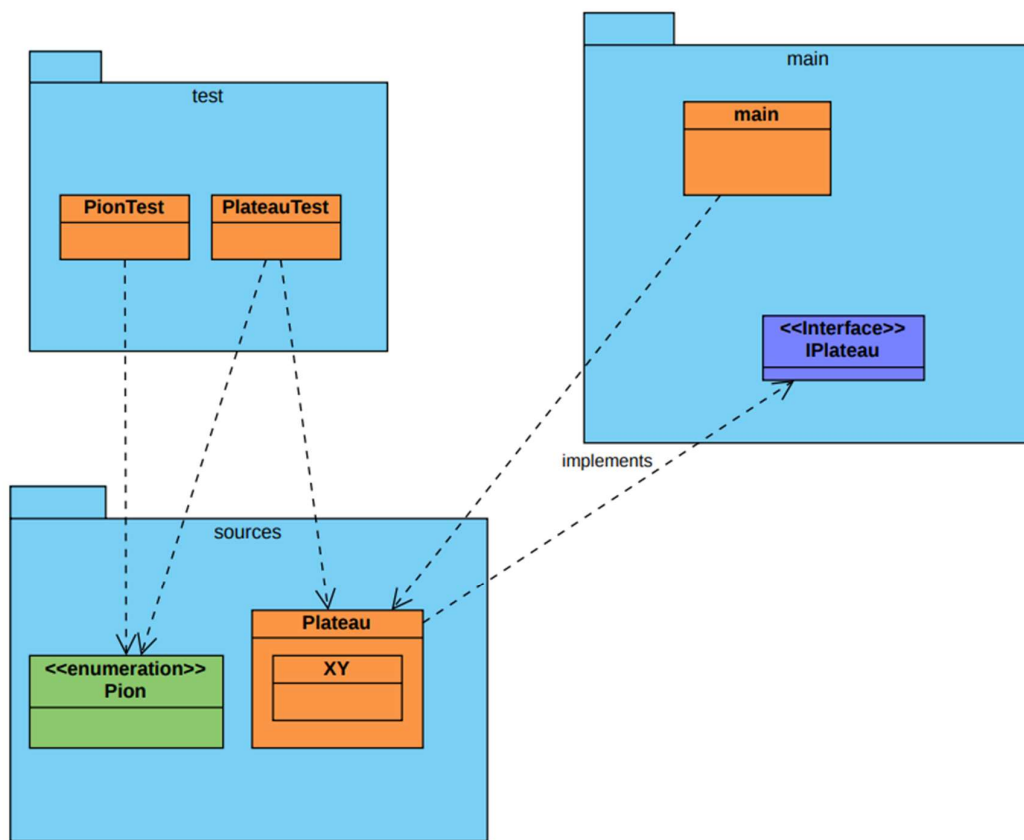 test
PionTest
PlateauTest
main
main
<<Interface>>
IPlateau
implements
sources
<<enumeration>>
Pion
Plateau
XY